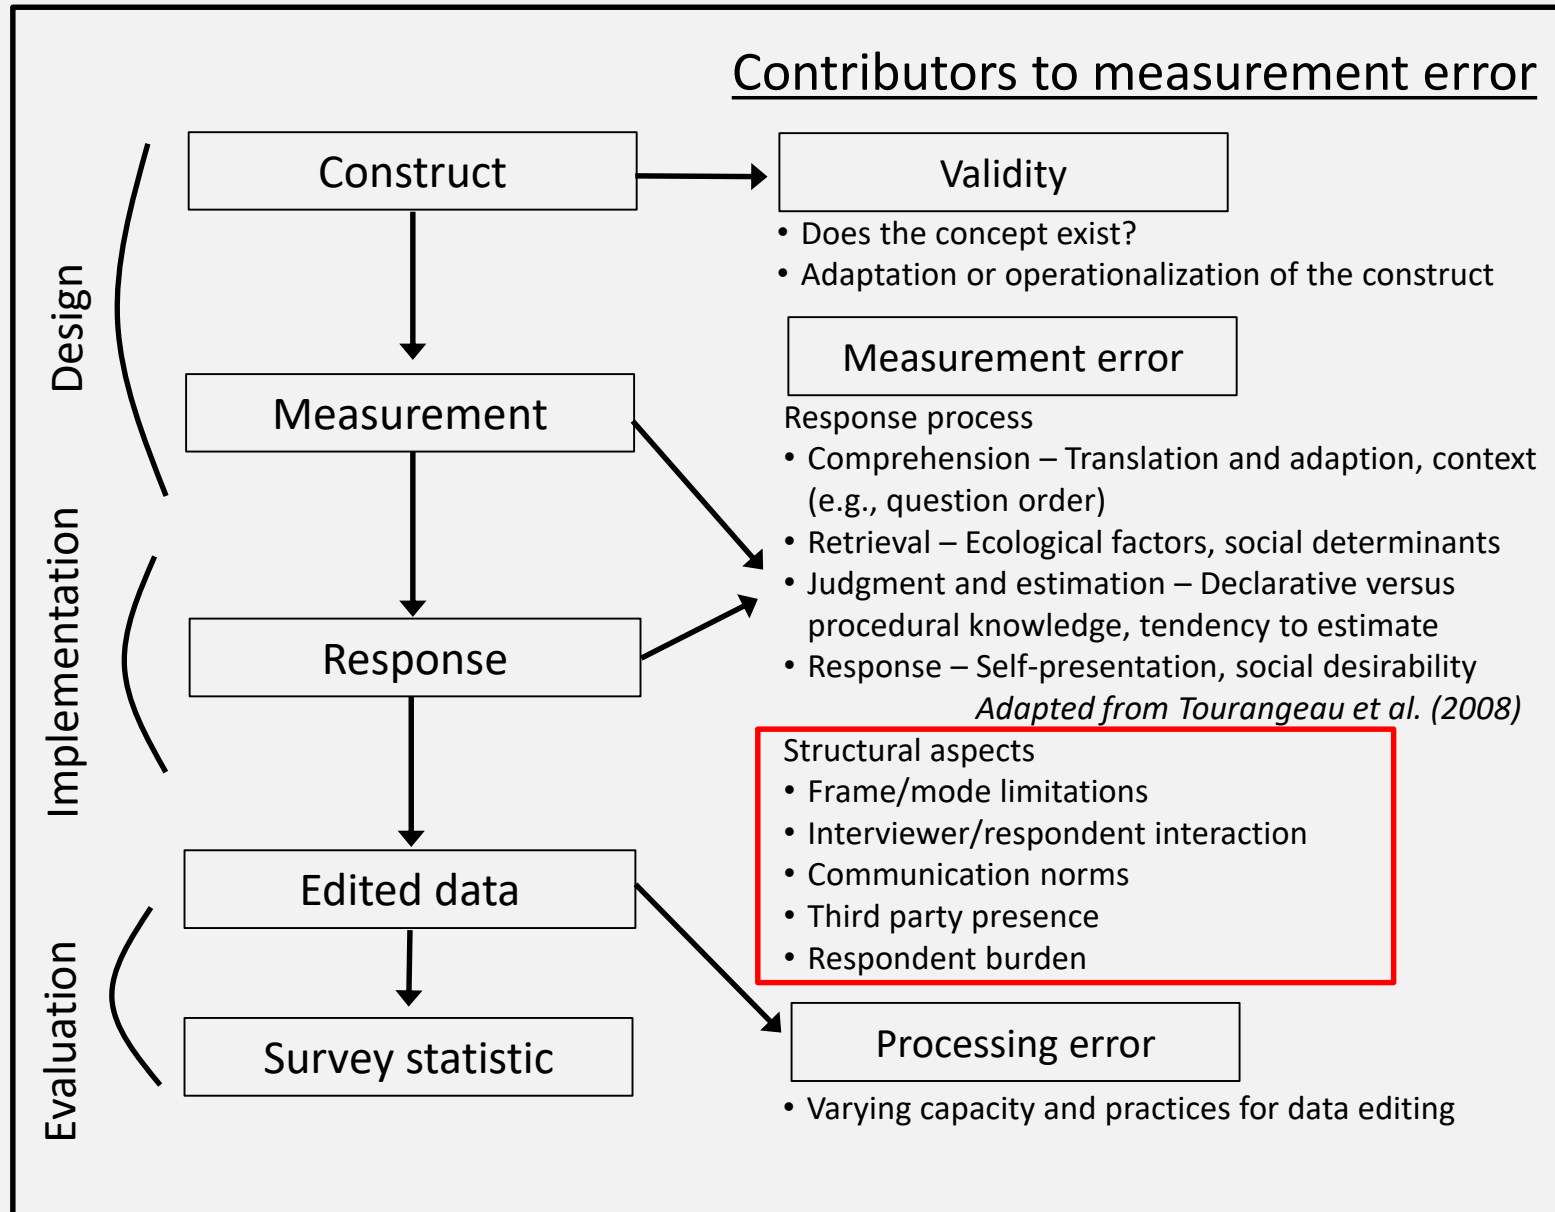 Contributors to measurement error
Design
Implementation
Evaluation
Construct
Measurement
Response
Edited data
Survey statistic
Validity
• Does the concept exist?
• Adaptation or operationalization of the construct
Measurement error
Response process
• Comprehension – Translation and adaption, context
(e.g., question order)
• Retrieval – Ecological factors, social determinants
• Judgment and estimation – Declarative versus
procedural knowledge, tendency to estimate
• Response – Self-presentation, social desirability
Adapted from Tourangeau et al. (2008)
Structural aspects
• Frame/mode limitations
• Interviewer/respondent interaction
• Communication norms
• Third party presence
• Respondent burden
Processing error
• Varying capacity and practices for data editing